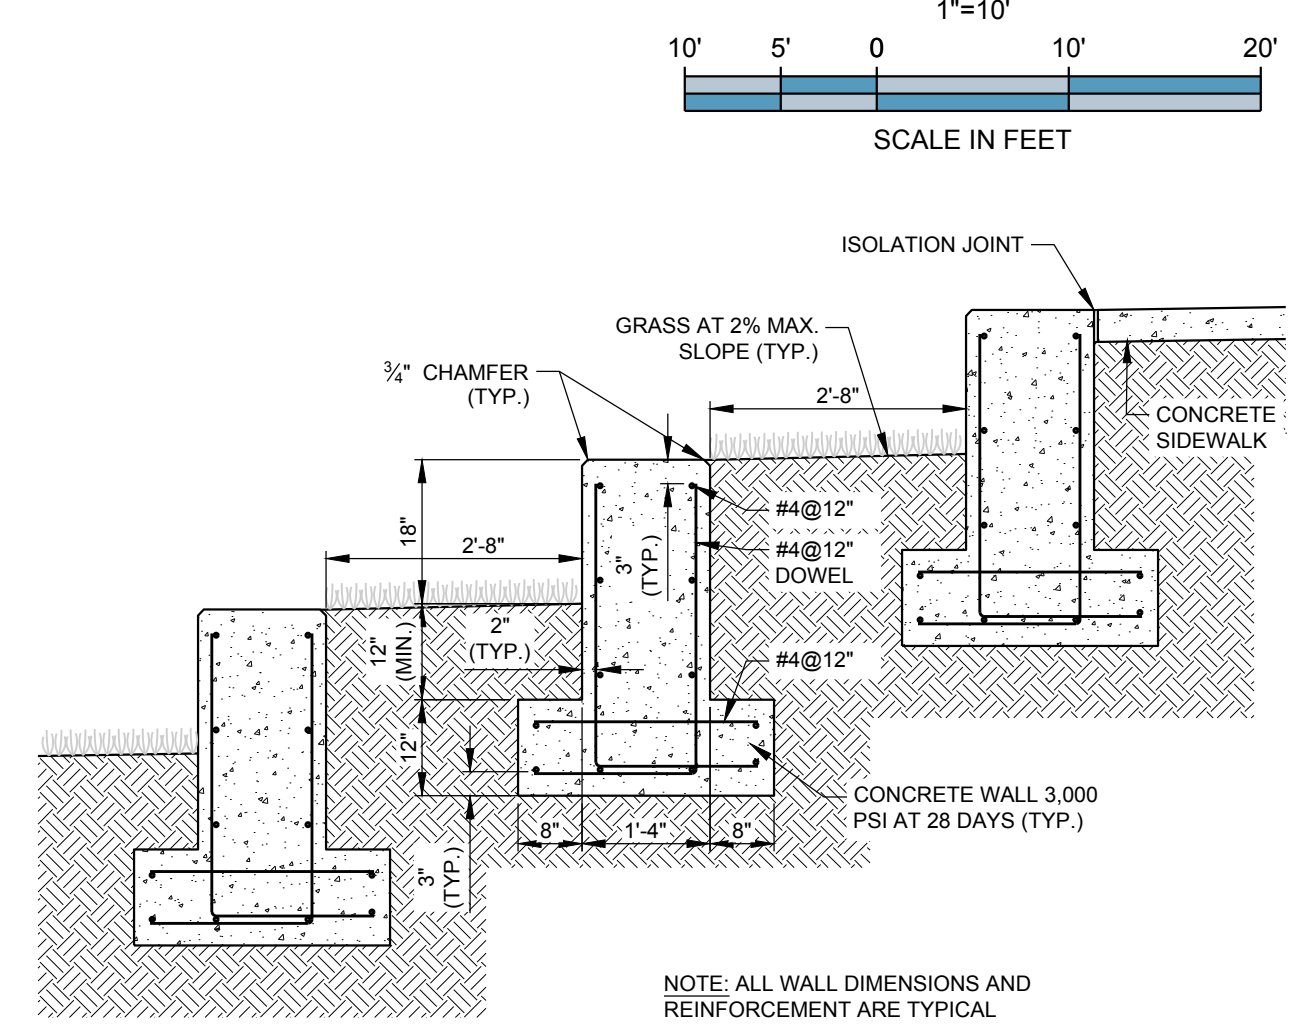 1"=10'
10' 5' 0 10' 20'
SCALE IN FEET
ISOLATION JOINT
GRASS AT 2% MAX.
SLOPE (TYP.)
¾" CHAMFER
(TYP.)
2'-8"
CONCRETE
SIDEWALK
18"
2'-8"
3"
(TYP.)
#4@12"
#4@12"
DOWEL
12"
(MIN.)
2"
(TYP.)
#4@12"
12"
CONCRETE WALL 3,000
PSI AT 28 DAYS (TYP.)
8" 1'-4" 8"
3"
(TYP.)
NOTE: ALL WALL DIMENSIONS AND
REINFORCEMENT ARE TYPICAL